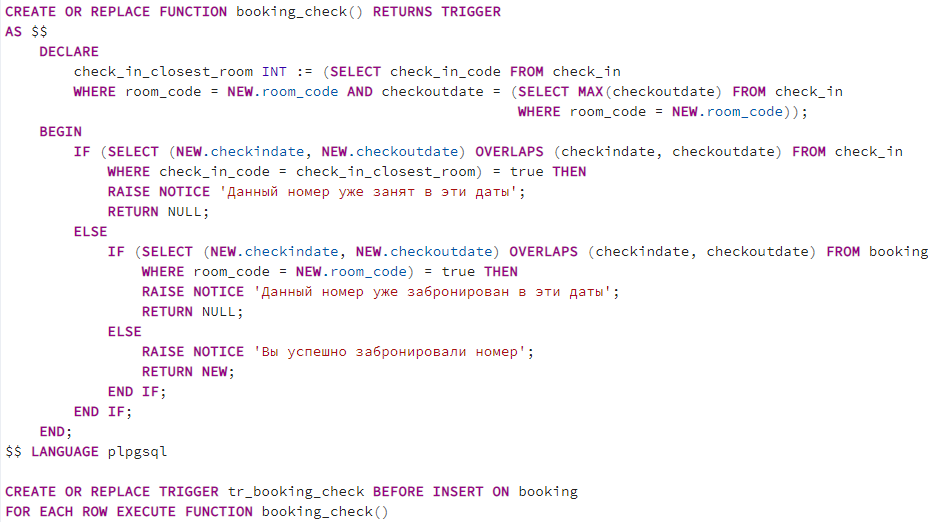 CREATE OR REPLACE FUNCTION booking_check() RETURNS TRIGGER
AS $$
    DECLARE
        check_in_closest_room INT := (SELECT check_in_code FROM check_in
        WHERE room_code = NEW.room_code AND checkoutdate = (SELECT MAX(checkoutdate) FROM check_in
                                                            WHERE room_code = NEW.room_code));
    BEGIN
        IF (SELECT (NEW.checkindate, NEW.checkoutdate) OVERLAPS (checkindate, checkoutdate) FROM check_in
            WHERE check_in_code = check_in_closest_room) = true THEN
            RAISE NOTICE 'Данный номер уже занят в эти даты';
            RETURN NULL;
        ELSE
            IF (SELECT (NEW.checkindate, NEW.checkoutdate) OVERLAPS (checkindate, checkoutdate) FROM booking
                WHERE room_code = NEW.room_code) = true THEN
                RAISE NOTICE 'Данный номер уже забронирован в эти даты';
                RETURN NULL;
            ELSE
                RAISE NOTICE 'Вы успешно забронировали номер';
                RETURN NEW;
            END IF;
        END IF;
    END;
$$ LANGUAGE plpgsql

CREATE OR REPLACE TRIGGER tr_booking_check BEFORE INSERT ON booking
FOR EACH ROW EXECUTE FUNCTION booking_check()